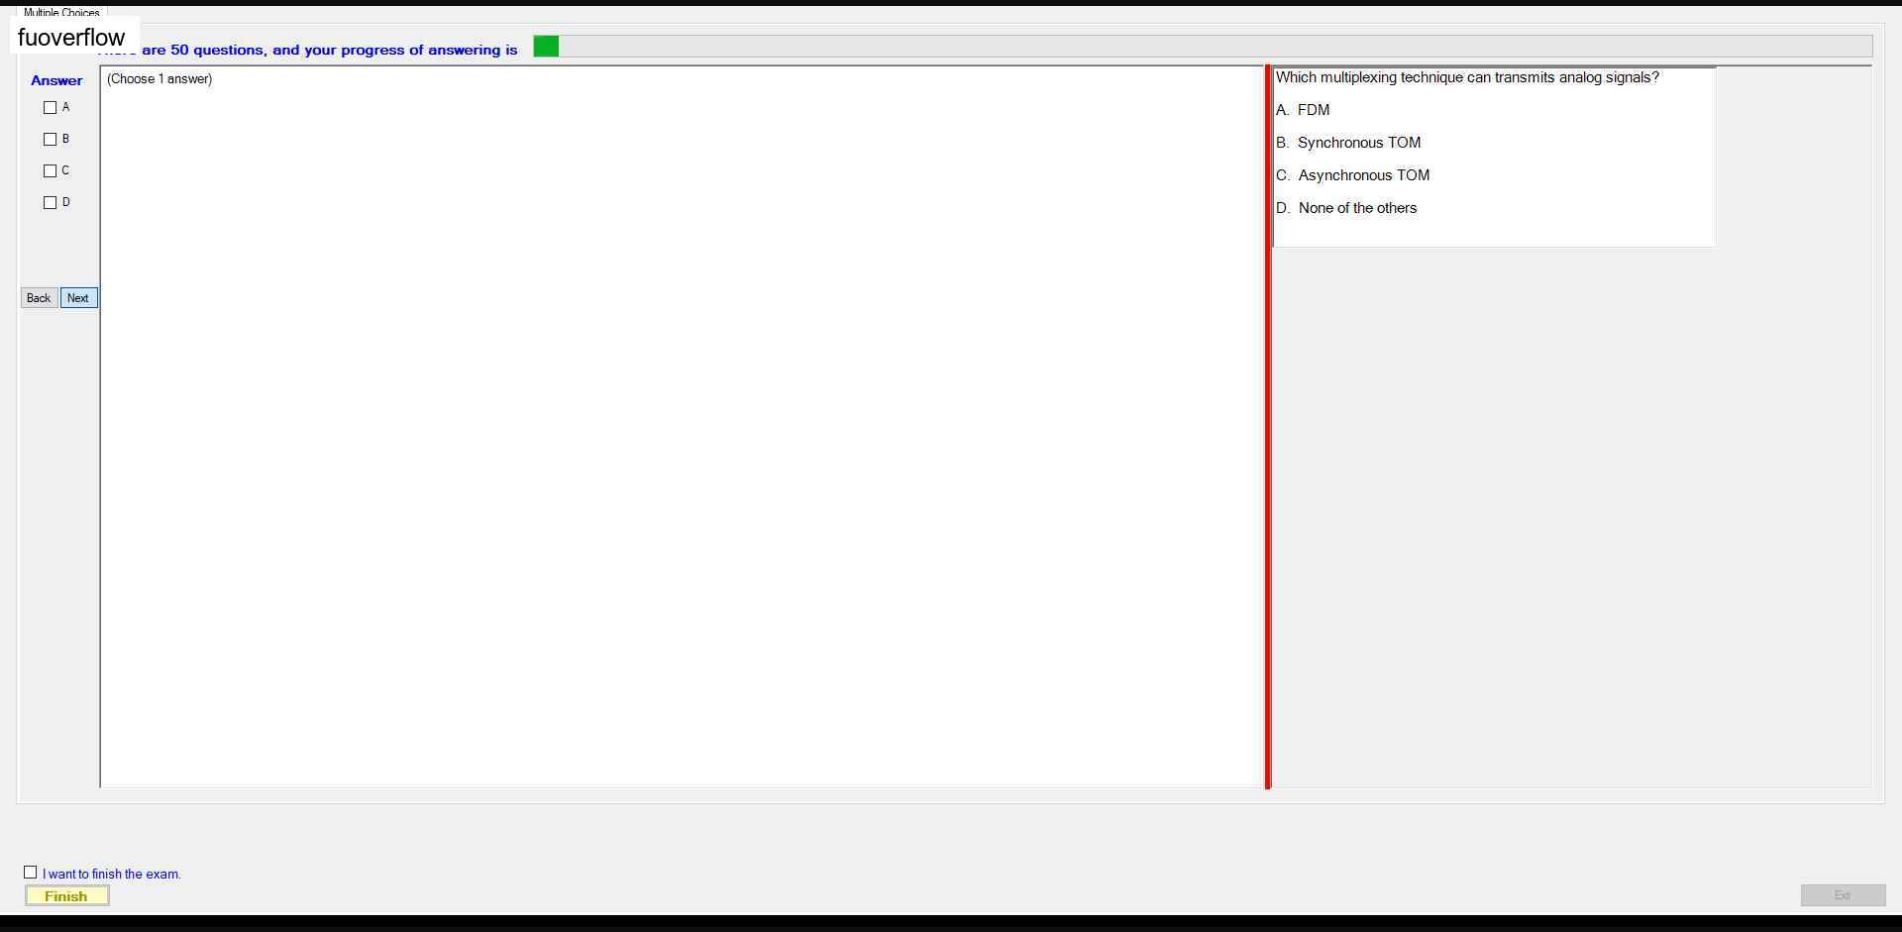 Multiple Choices
fuoverflow
are 50 questions, and your progress of answering is
Answer
(Choose 1 answer)
A
B
C
D
Back Next
Which multiplexing technique can transmits analog signals?
A. FDM
B. Synchronous TOM
C. Asynchronous TOM
D. None of the others
I want to finish the exam.
Finish
Exit